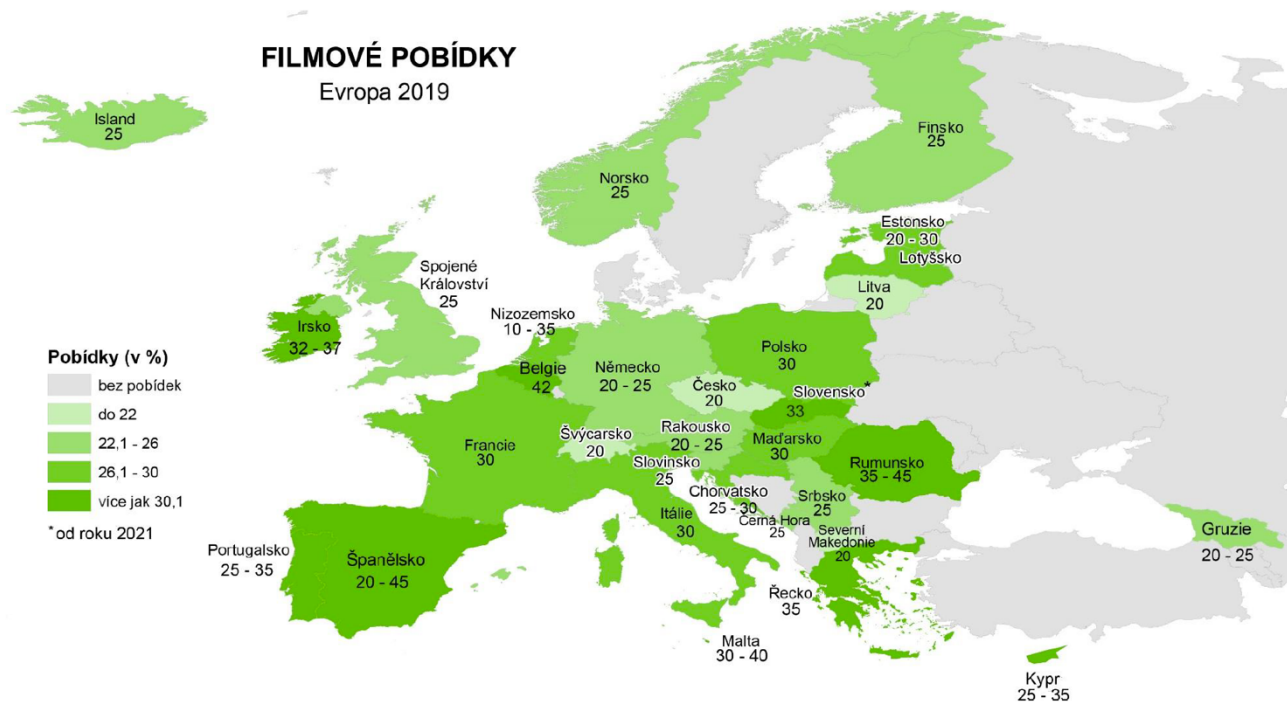 FILMOVÉ POBÍDKY
Evropa 2019
Island
25
Finsko
25
Norsko
25
Estonsko
20 - 30
Lotyšsko
Litva
20
Spojené
Království
25
Nizozemsko
10 - 35
Irsko
32 - 37
Belgie
42
Německo
20 - 25
Polsko
30
Česko
20
Slovensko*
33
Francie
30
Švýcarsko
20
Rakousko
20 - 25
Maďarsko
30
Rumunsko
35 - 45
Slovinsko
25
Chorvatsko
25 - 30
Srbsko
25
Itálie
30
Černá Hora
25
Severní
Makedonie
20
Gruzie
20 - 25
Portugalsko
25 - 35
Španělsko
20 - 45
Řecko
35
Malta
30 - 40
Kypr
25 - 35
Pobídky (v %)
bez pobídek
do 22
22,1 - 26
26,1 - 30
více jak 30,1
*od roku 2021